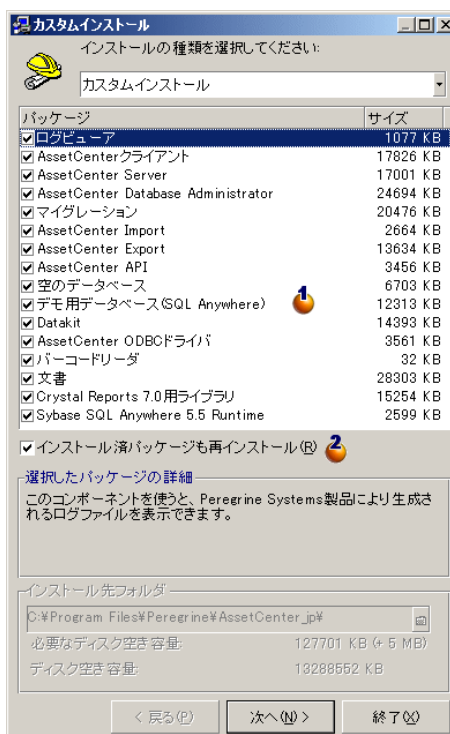 カスタムインストール
インストールの種類を選択してください:
カスタムインストール
パッケージ サイズ
ログビューア 1077 KB
AssetCenterクライアント 17826 KB
AssetCenter Server 17001 KB
AssetCenter Database Administrator 24694 KB
マイグレーション 20476 KB
AssetCenter Import 2664 KB
AssetCenter Export 13634 KB
AssetCenter API 3456 KB
空のデータベース 6703 KB
デモ用データベース(SQL Anywhere) 12313 KB
1
Datakit 14393 KB
AssetCenter ODBCドライバ 3561 KB
バーコードリーダ 32 KB
文書 28303 KB
Crystal Reports 7.0用ライブラリ 15254 KB
Sybase SQL Anywhere 5.5 Runtime 2599 KB
インストール済パッケージも再インストール(R) 2
選択したパッケージの詳細
このコンポーネントを使うと、Peregrine Systems製品により生成さ
れるログファイルを表示できます。
インストール先フォルダ
C:¥Program Files¥Peregrine¥AssetCenter_jp¥
必要なディスク空き容量: 127701 KB (+ 5 MB)
ディスク空き容量: 13288552 KB
< 戻る(P) 次へ(N) > 終了(X)